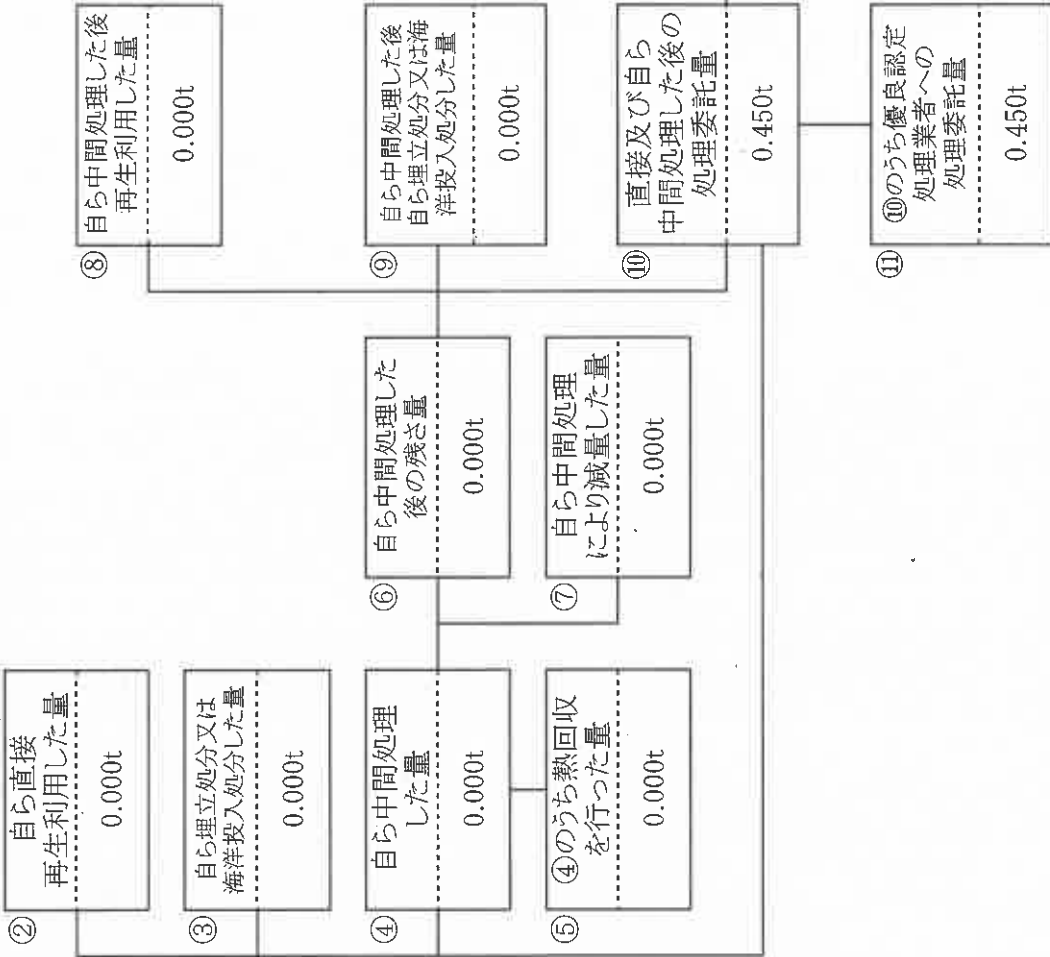 ②
自ら直接
再生利用した量
0.000t
③
自ら埋立処分又は
海洋投入処分した量
0.000t
④
自ら中間処理
した量
0.000t
⑤
④のうち熱回収
を行った量
0.000t
⑥
自ら中間処理した
後の残さ量
0.000t
⑦
自ら中間処理
により減量した量
0.000t
⑧
自ら中間処理した後
再生利用した量
0.000t
⑨
自ら中間処理した後
自ら埋立処分又は海
洋投入処分した量
0.000t
⑩
直接及び自ら
中間処理した後の
処理委託量
0.450t
⑪
⑩のうち優良認定
処理業者への
処理委託量
0.450t